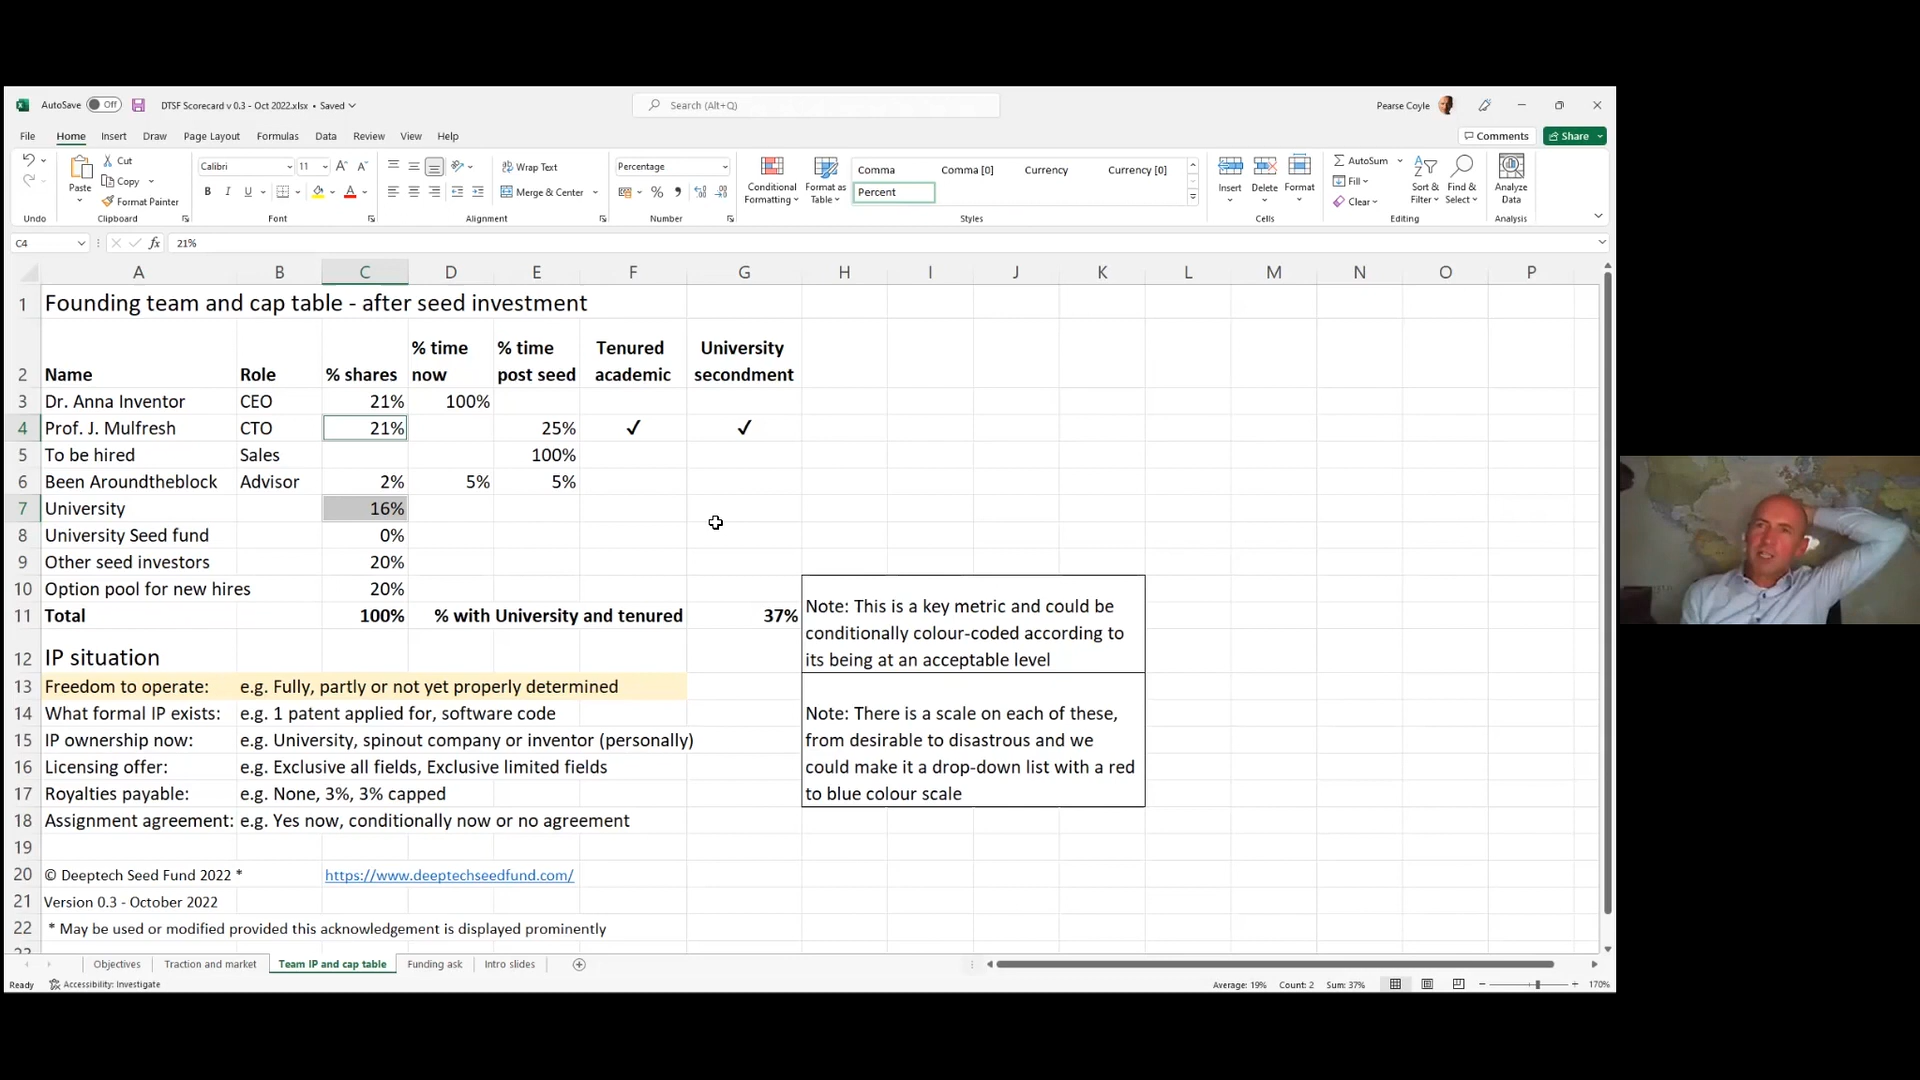 AutoSave Off DTSF Scorecard v 0.3 - Oct 2022.xlsx • Saved Search (Alt+Q) Pearse Coyle
File Home Insert Draw Page Layout Formulas Data Review View Help Comments Share
Paste Cut Copy Format Painter
Calibri 11 B I U A
Wrap Text Merge & Center
Percentage %
Conditional Formatting Format as Table
Comma Comma [0] Currency Currency [0]
Percent
Insert Delete Format
AutoSum Fill Clear Sort & Filter Find & Select Analyze Data
Undo Clipboard Font Alignment Number Styles Cells Editing Analysis
C4 fx 21%
A B C D E F G H I J K L M N O P
1 Founding team and cap table - after seed investment
2 Name Role % shares % time now % time post seed Tenured academic University secondment
3 Dr. Anna Inventor CEO 21% 100%
4 Prof. J. Mulfresh CTO 21% 25% ✓ ✓
5 To be hired Sales 100%
6 Been Aroundtheblock Advisor 2% 5% 5%
7 University 16%
8 University Seed fund 0%
9 Other seed investors 20%
10 Option pool for new hires 20%
11 Total 100% % with University and tenured 37%
Note: This is a key metric and could be
conditionally colour-coded according to
its being at an acceptable level
12 IP situation
13 Freedom to operate: e.g. Fully, partly or not yet properly determined
14 What formal IP exists: e.g. 1 patent applied for, software code
15 IP ownership now: e.g. University, spinout company or inventor (personally)
16 Licensing offer: e.g. Exclusive all fields, Exclusive limited fields
17 Royalties payable: e.g. None, 3%, 3% capped
Note: There is a scale on each of these,
from desirable to disastrous and we
could make it a drop-down list with a red
to blue colour scale
18 Assignment agreement: e.g. Yes now, conditionally now or no agreement
19
20 © Deeptech Seed Fund 2022 * https://www.deeptechseedfund.com/
21 Version 0.3 - October 2022
22 * May be used or modified provided this acknowledgement is displayed prominently
Objectives Traction and market Team IP and cap table Funding ask Intro slides
Ready Accessibility: Investigate Average: 19% Count: 2 Sum: 37% 170%